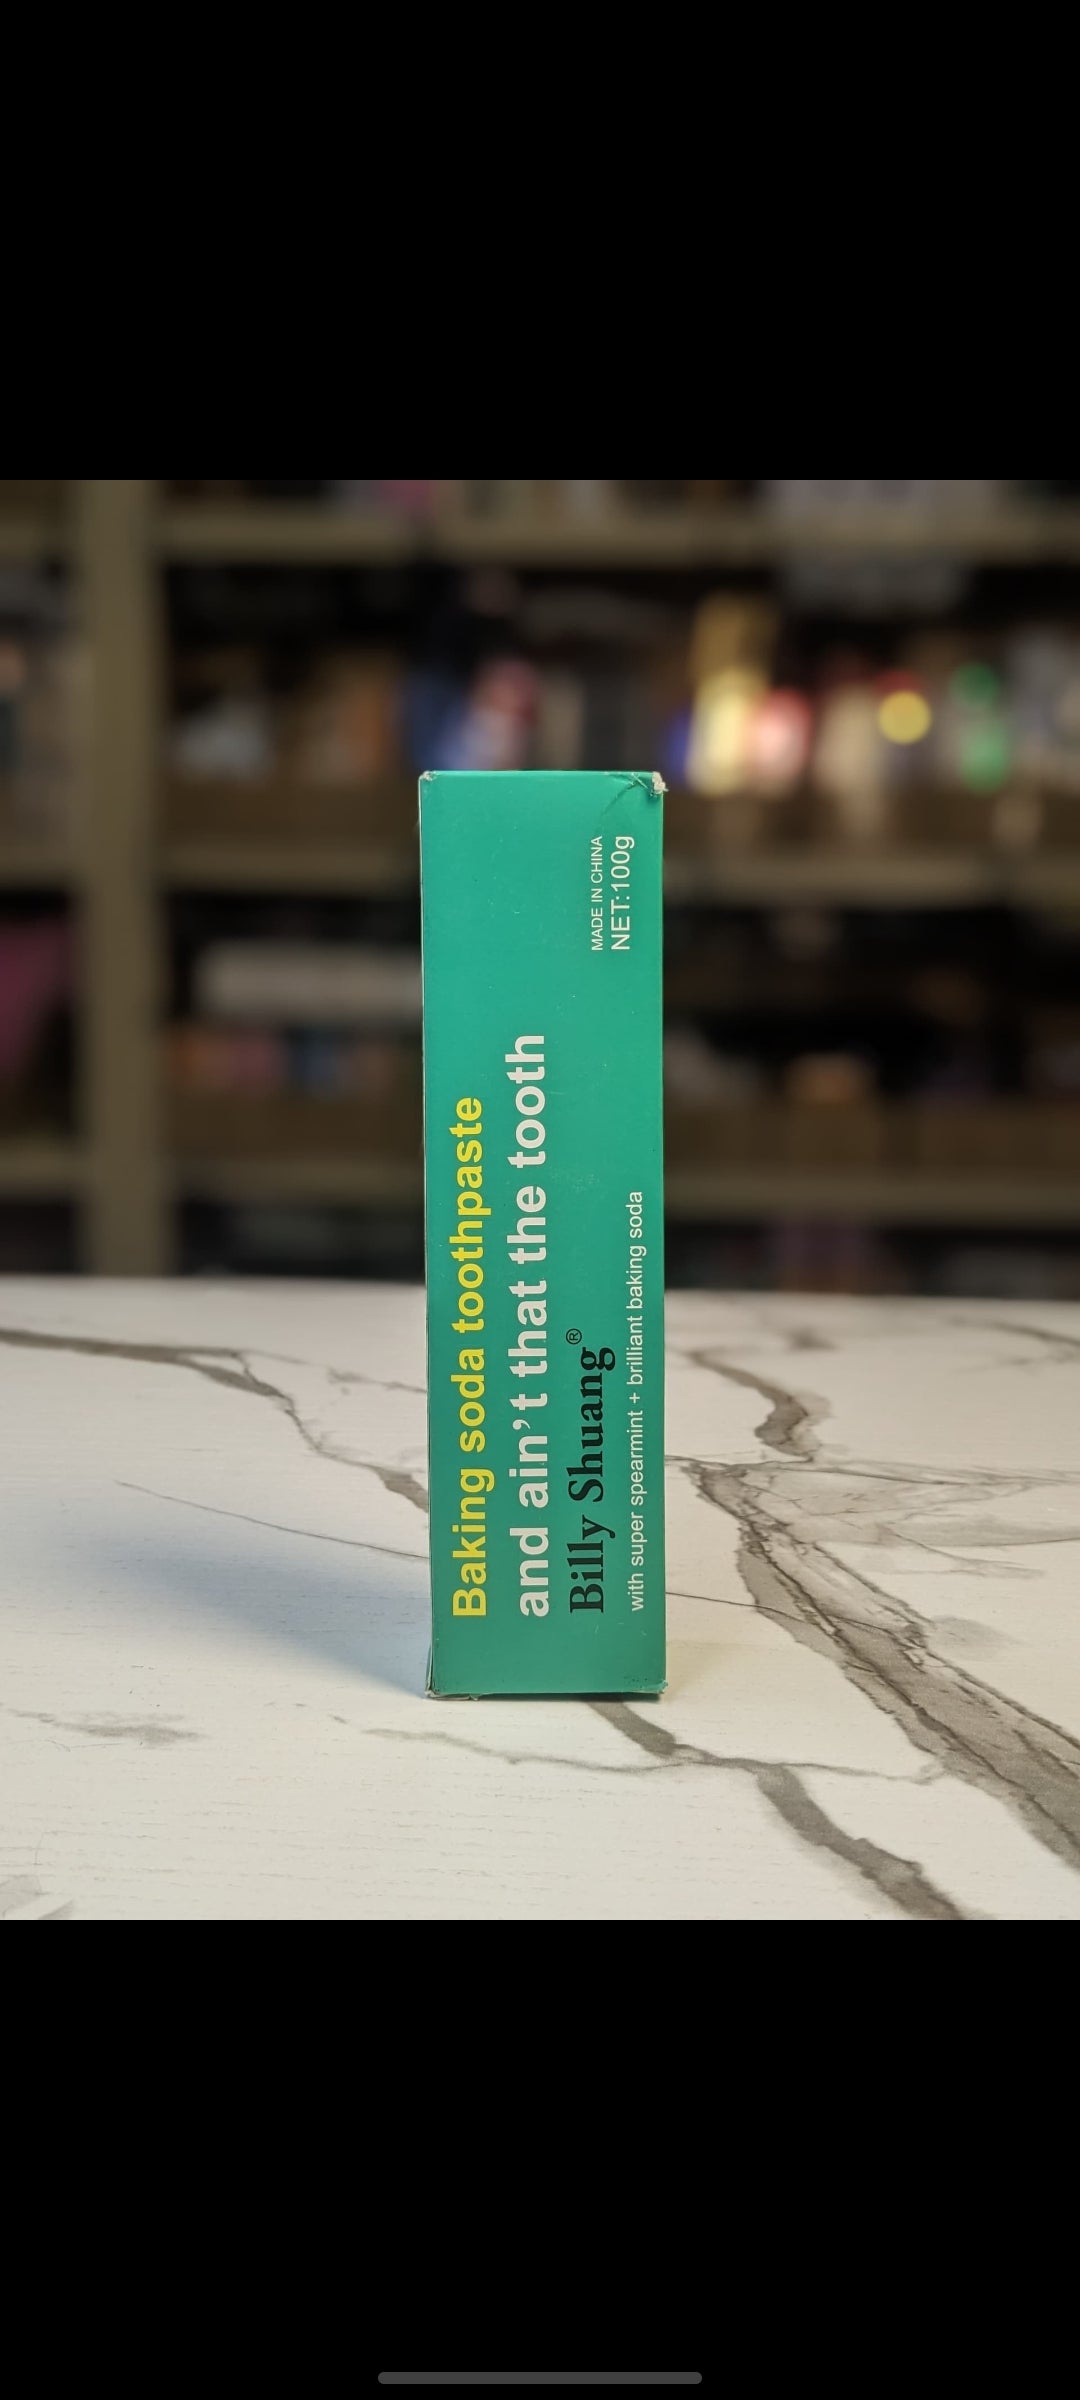 Baking soda toothpaste
and ain't that the tooth
Billy Shuang®
with super spearmint + brilliant baking soda
MADE IN CHINA
NET:100g